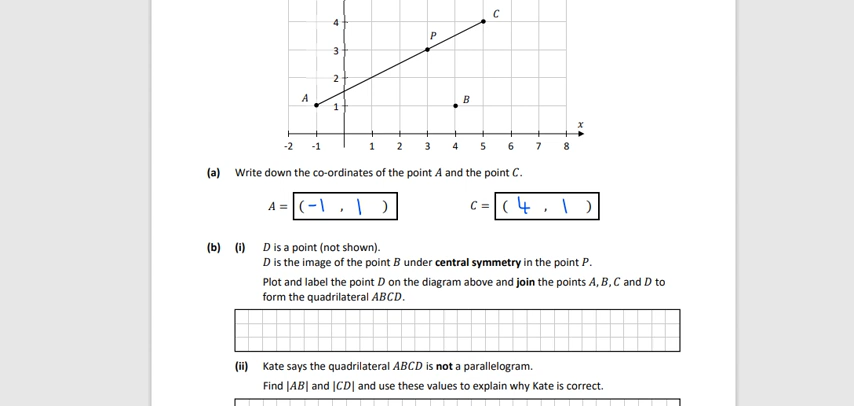 C
4
P
3
2
A
B
1
x
-2 -1 1 2 3 4 5 6 7 8
(a) Write down the co-ordinates of the point A and the point C.
A = (-1 , 1 ) C = ( 4 , 1 )
(b) (i) D is a point (not shown).
D is the image of the point B under central symmetry in the point P.
Plot and label the point D on the diagram above and join the points A, B, C and D to
form the quadrilateral ABCD.
(ii) Kate says the quadrilateral ABCD is not a parallelogram.
Find |AB| and |CD| and use these values to explain why Kate is correct.